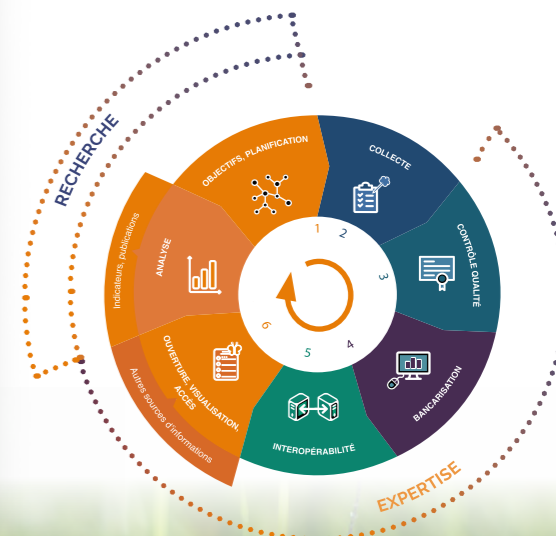 RECHERCHE
OBJECTIFS, PLANIFICATION
COLLECTE
CONTRÔLE QUALITÉ
BANCARISATION
INTEROPÉRABILITÉ
OUVERTURE, VISUALISATION,
ACCÈS
Autres sources d'informations
ANALYSE
Indicateurs, publications
1
2
3
4
5
6
EXPERTISE